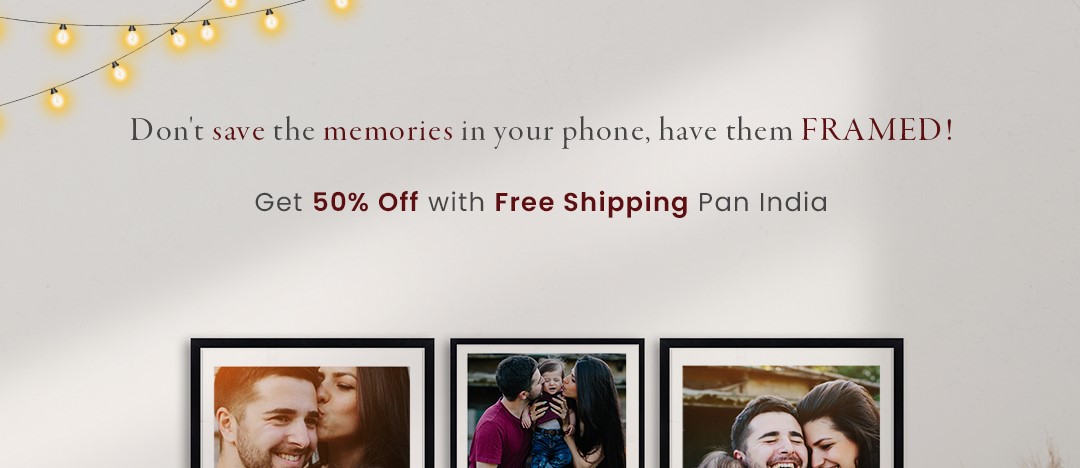 Don't save the memories in your phone, have them FRAMED!
Get 50% Off with Free Shipping Pan India